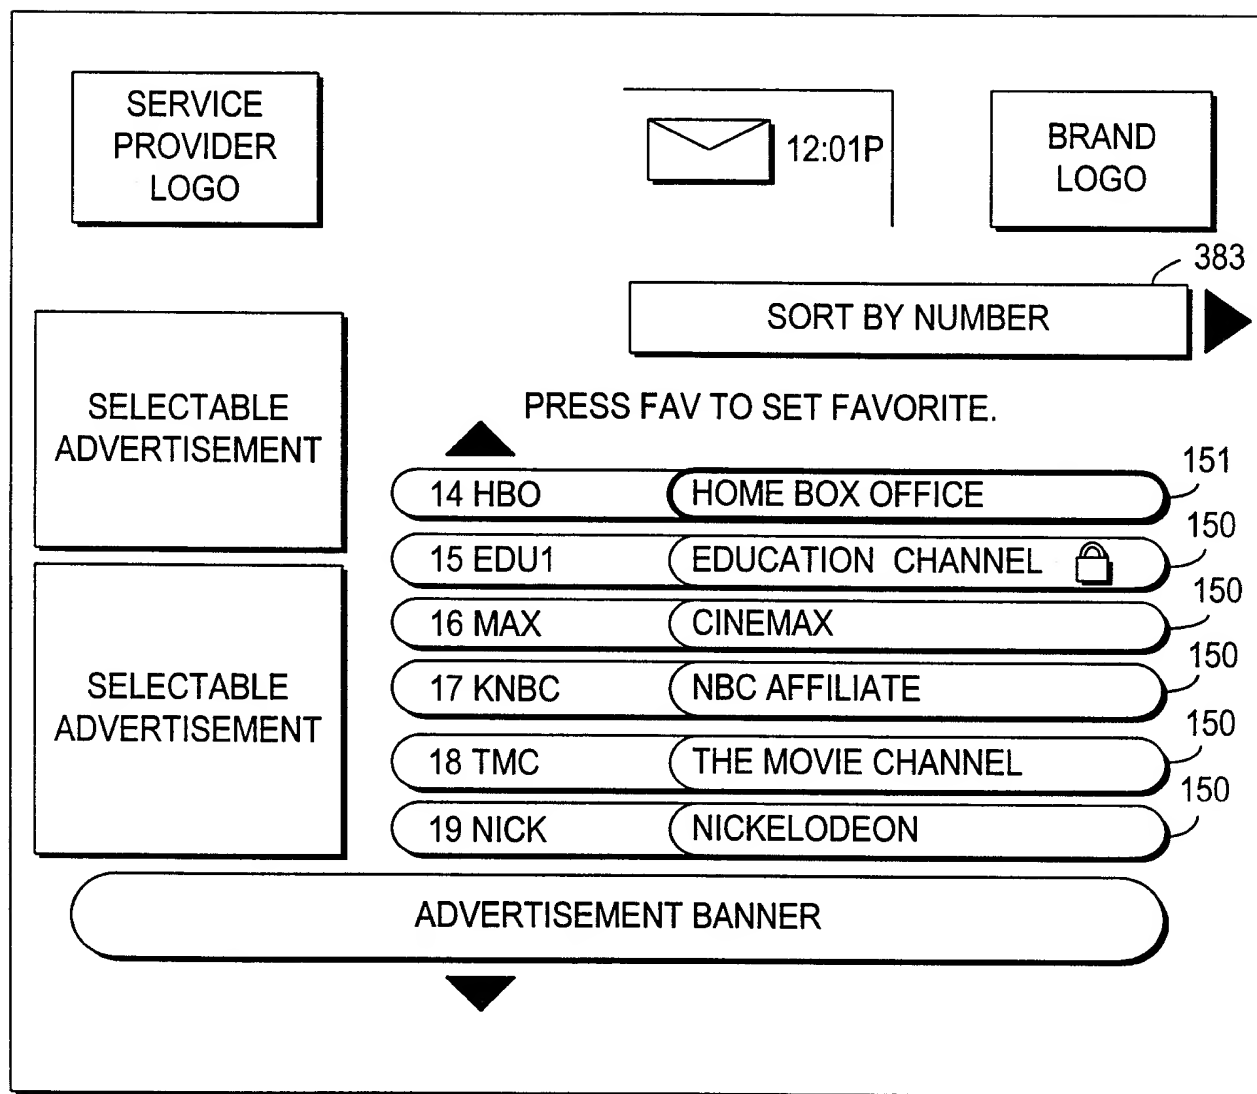 SERVICE
PROVIDER
LOGO
12:01P
BRAND
LOGO
383
SORT BY NUMBER
SELECTABLE
ADVERTISEMENT
PRESS FAV TO SET FAVORITE.
14 HBO HOME BOX OFFICE 151
15 EDU1 EDUCATION CHANNEL 150
16 MAX CINEMAX 150
17 KNBC NBC AFFILIATE 150
18 TMC THE MOVIE CHANNEL 150
19 NICK NICKELODEON 150
SELECTABLE
ADVERTISEMENT
ADVERTISEMENT BANNER